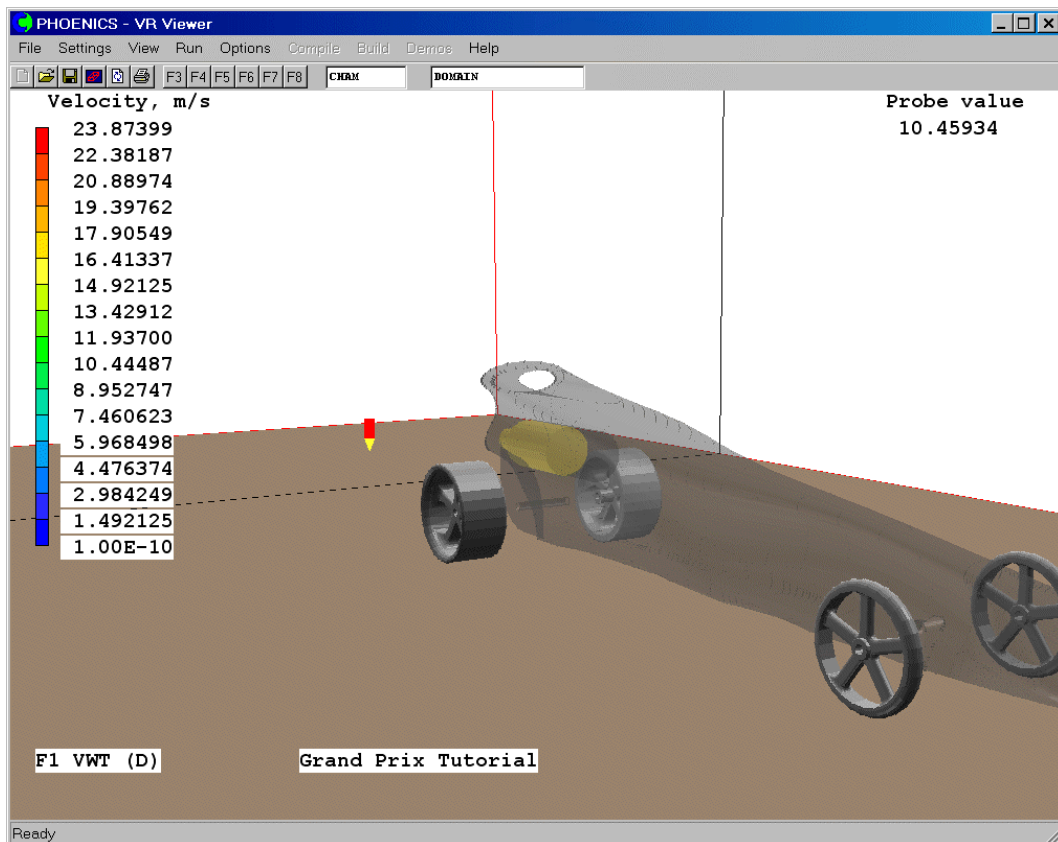 PHOENICS - VR Viewer
File Settings View Run Options Compile Build Demos Help
F3 F4 F5 F6 F7 F8 CHAM DOMAIN
Velocity, m/s
Probe value
10.45934
23.87399
22.38187
20.88974
19.39762
17.90549
16.41337
14.92125
13.42912
11.93700
10.44487
8.952747
7.460623
5.968498
4.476374
2.984249
1.492125
1.00E-10
F1 VWT (D)
Grand Prix Tutorial
Ready